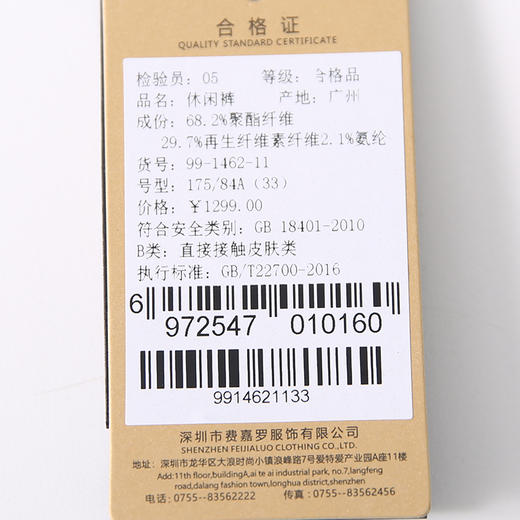 合格证
QUALITY STANDARD CERTIFICATE
检验员: 05 等级: 合格品
品名: 休闲裤 产地: 广州
成份: 68.2%聚酯纤维
29.7%再生纤维素纤维2.1%氨纶
货号: 99-1462-11
号型: 175/84A (33)
价格: ￥1299.00
符合安全类别: GB 18401-2010
B类: 直接接触皮肤类
执行标准: GB/T22700-2016
6 972547 010160
9914621133
深圳市费嘉罗服饰有限公司
SHENZHEN FEIJIALUO CLOTHING CO.,LTD.
地址: 深圳市龙华区大浪时尚小镇浪峰路7号爱特爱产业园A座11楼
Add:11th floor,buildingA,ai te ai industrial park, no.7,langfeng
road,dalang fashion town,longhua district,shenzhen
电话: 0755--83562222 传真: 0755--83562456